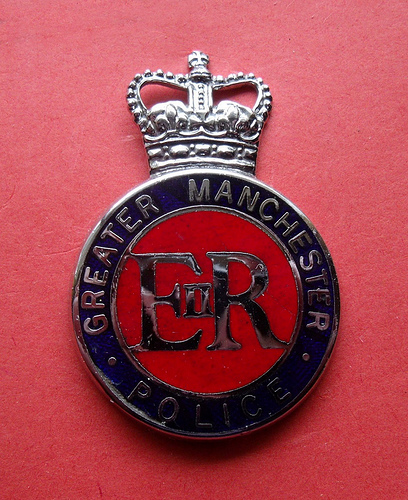 GREATER MANCHESTER
EIIR
· POLICE ·